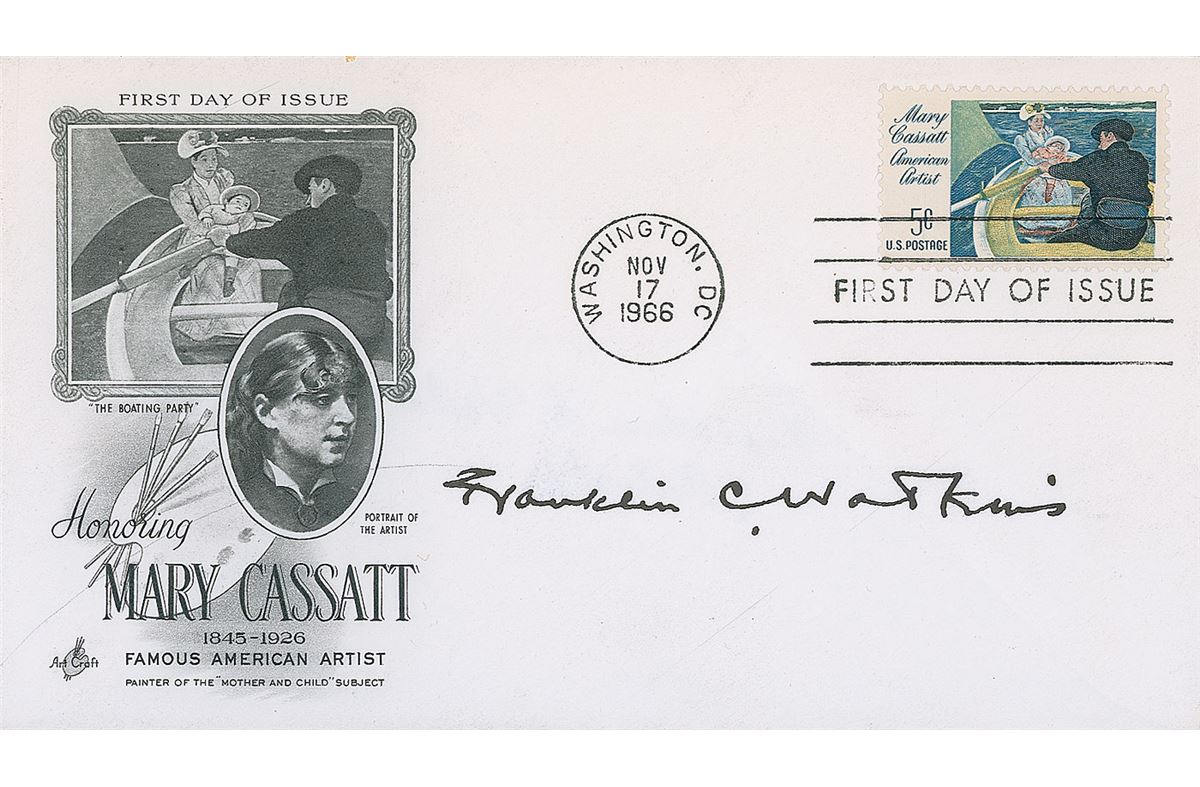 FIRST DAY OF ISSUE
"THE BOATING PARTY"
PORTRAIT OF
THE ARTIST
Honoring
MARY CASSATT
1845-1926
FAMOUS AMERICAN ARTIST
PAINTER OF THE "MOTHER AND CHILD" SUBJECT
Art Craft
WASHINGTON, DC
NOV
17
1966
Mary
Cassatt
American
Artist
5c
U.S. POSTAGE
FIRST DAY OF ISSUE
Franklin C. Watkins